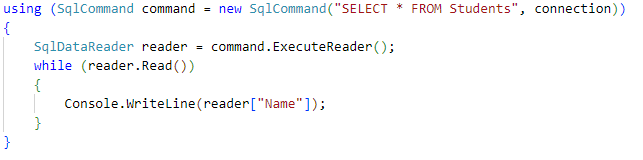 using (SqlCommand command = new SqlCommand("SELECT * FROM Students", connection))
{
    SqlDataReader reader = command.ExecuteReader();
    while (reader.Read())
    {
        Console.WriteLine(reader["Name"]);
    }
}